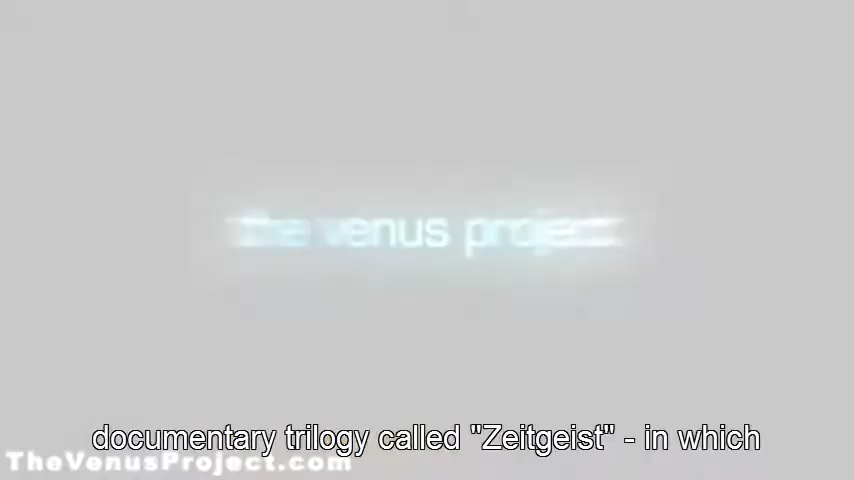 the venus project
documentary trilogy called "Zeitgeist" - in which
TheVenusProject.com